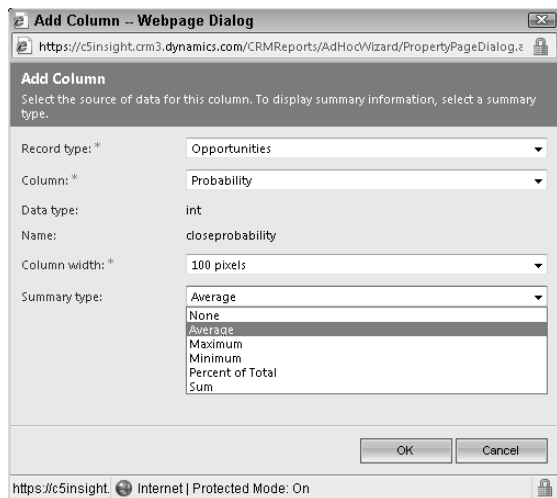 Add Column -- Webpage Dialog
https://c5insight.crm3.dynamics.com/CRMReports/AdHocWizard/PropertyPageDialog.a
Add Column
Select the source of data for this column. To display summary information, select a summary
type.
Record type: * Opportunities
Column: * Probability
Data type: int
Name: closeprobability
Column width: * 100 pixels
Summary type: Average
None
Average
Maximum
Minimum
Percent of Total
Sum
OK Cancel
https://c5insight. Internet | Protected Mode: On